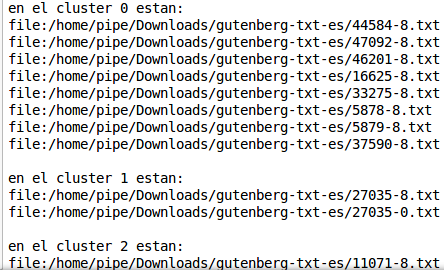 en el cluster 0 estan:
file:/home/pipe/Downloads/gutenberg-txt-es/44584-8.txt
file:/home/pipe/Downloads/gutenberg-txt-es/47092-8.txt
file:/home/pipe/Downloads/gutenberg-txt-es/46201-8.txt
file:/home/pipe/Downloads/gutenberg-txt-es/16625-8.txt
file:/home/pipe/Downloads/gutenberg-txt-es/33275-8.txt
file:/home/pipe/Downloads/gutenberg-txt-es/5878-8.txt
file:/home/pipe/Downloads/gutenberg-txt-es/5879-8.txt
file:/home/pipe/Downloads/gutenberg-txt-es/37590-8.txt
en el cluster 1 estan:
file:/home/pipe/Downloads/gutenberg-txt-es/27035-8.txt
file:/home/pipe/Downloads/gutenberg-txt-es/27035-0.txt
en el cluster 2 estan:
file:/home/pipe/Downloads/gutenberg-txt-es/11071-8.txt